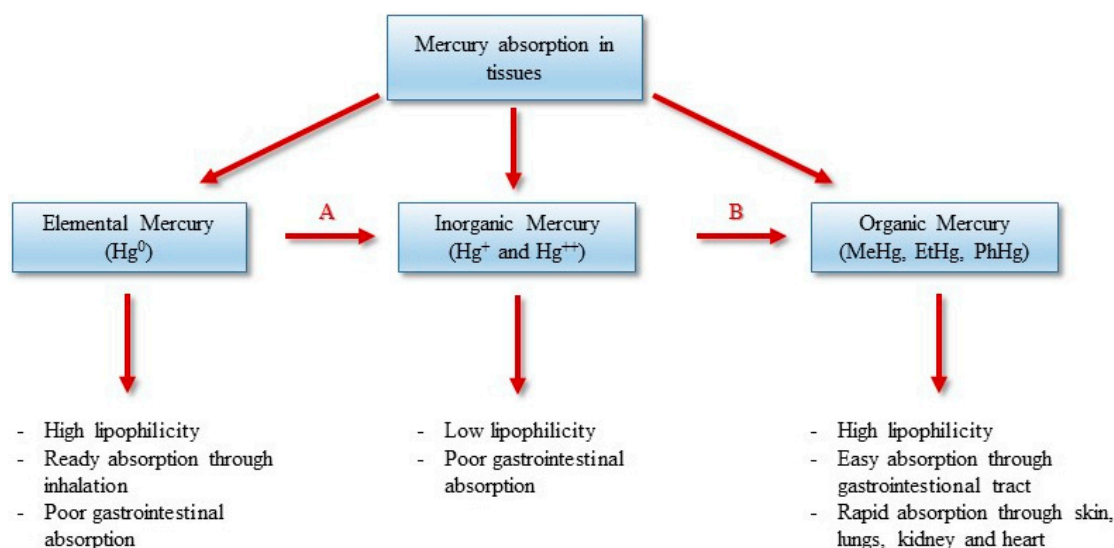 Mercury absorption in
tissues
A
B
Elemental Mercury
(Hg⁰)
Inorganic Mercury
(Hg⁺ and Hg⁺⁺)
Organic Mercury
(MeHg, EtHg, PhHg)
- High lipophilicity
- Ready absorption through
inhalation
- Poor gastrointestinal
absorption
- Low lipophilicity
- Poor gastrointestinal
absorption
- High lipophilicity
- Easy absorption through
gastrointestional tract
- Rapid absorption through skin,
lungs, kidney and heart